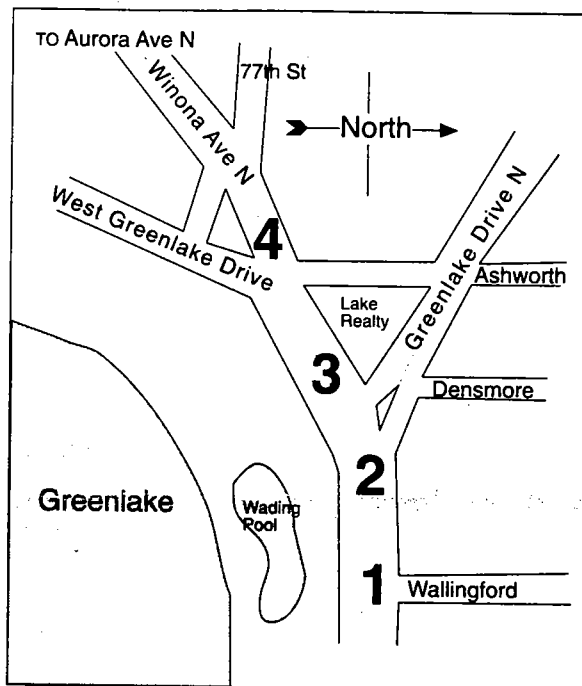 TO Aurora Ave N
77th St
Winona Ave N
North
West Greenlake Drive
4
Greenlake Drive N
Ashworth
Lake
Realty
3
Densmore
2
Greenlake
Wading
Pool
1
Wallingford